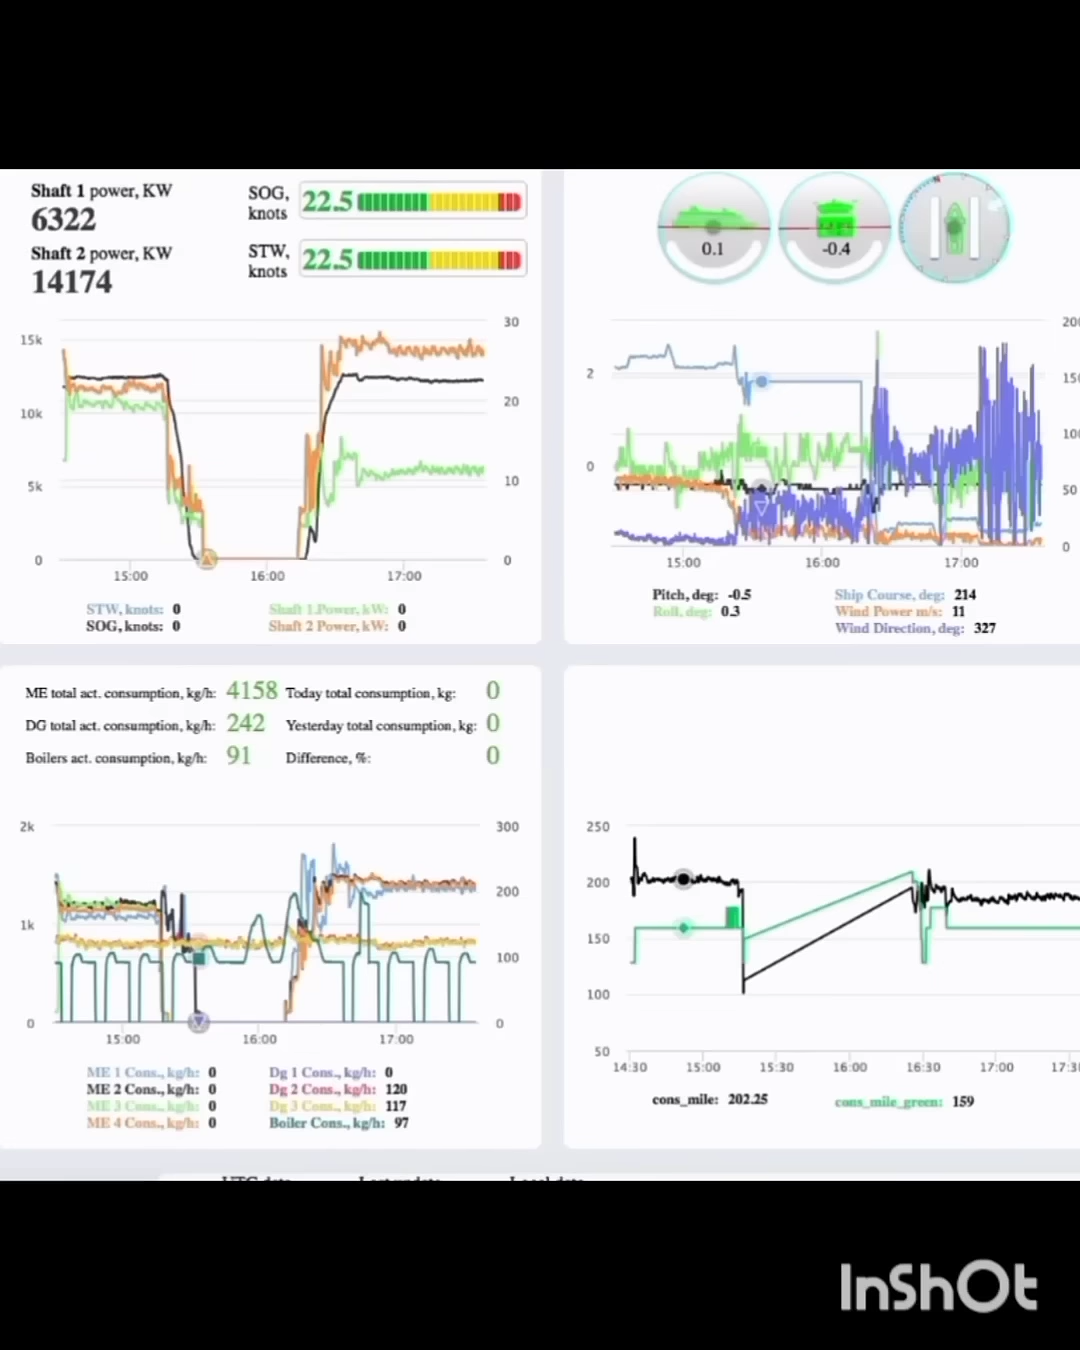 Shaft 1 power, KW
6322
Shaft 2 power, KW
14174
SOG, knots 22.5
STW, knots 22.5
15k
10k
5k
0
30
20
10
0
15:00 16:00 17:00
STW, knots: 0 Shaft 1 Power, kW: 0
SOG, knots: 0 Shaft 2 Power, kW: 0
0.1
-0.4
2
0
200
150
100
50
0
15:00 16:00 17:00
Pitch, deg: -0.5 Ship Course, deg: 214
Roll, deg: 0.3 Wind Power m/s: 11
Wind Direction, deg: 327
ME total act. consumption, kg/h: 4158 Today total consumption, kg: 0
DG total act. consumption, kg/h: 242 Yesterday total consumption, kg: 0
Boilers act. consumption, kg/h: 91 Difference, %: 0
2k
1k
0
300
200
100
0
15:00 16:00 17:00
ME 1 Cons., kg/h: 0 Dg 1 Cons., kg/h: 0
ME 2 Cons., kg/h: 0 Dg 2 Cons., kg/h: 120
ME 3 Cons., kg/h: 0 Dg 3 Cons., kg/h: 117
ME 4 Cons., kg/h: 0 Boiler Cons., kg/h: 97
250
200
150
100
50
14:30 15:00 15:30 16:00 16:30 17:00 17:3
cons_mile: 202.25 cons_mile_green: 159
UTC date Last update Local date
InShOt